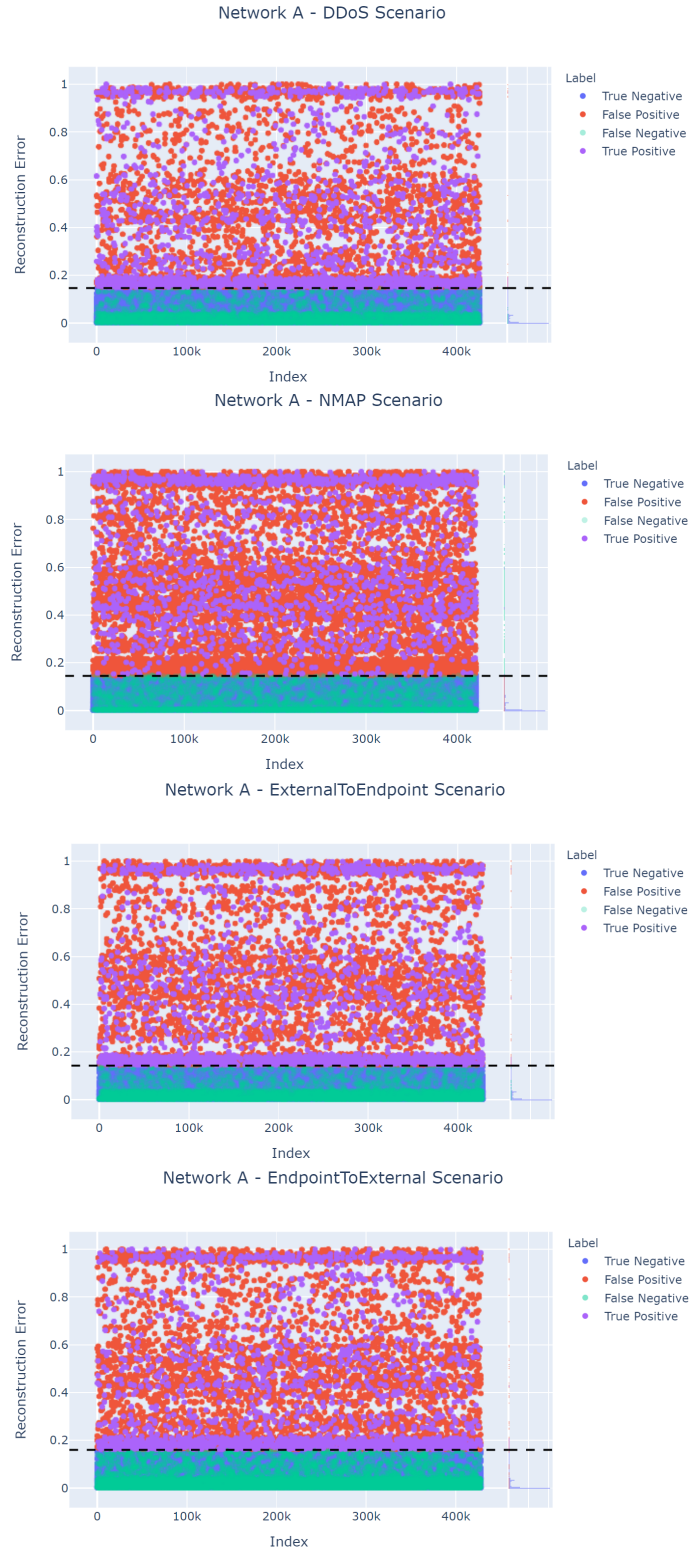 Network A - DDoS Scenario
Label
True Negative
False Positive
False Negative
True Positive
Reconstruction Error
1
0.8
0.6
0.4
0.2
0
0 100k 200k 300k 400k
Index
Network A - NMAP Scenario
Label
True Negative
False Positive
False Negative
True Positive
Reconstruction Error
1
0.8
0.6
0.4
0.2
0
0 100k 200k 300k 400k
Index
Network A - ExternalToEndpoint Scenario
Label
True Negative
False Positive
False Negative
True Positive
Reconstruction Error
1
0.8
0.6
0.4
0.2
0
0 100k 200k 300k 400k
Index
Network A - EndpointToExternal Scenario
Label
True Negative
False Positive
False Negative
True Positive
Reconstruction Error
1
0.8
0.6
0.4
0.2
0
0 100k 200k 300k 400k
Index